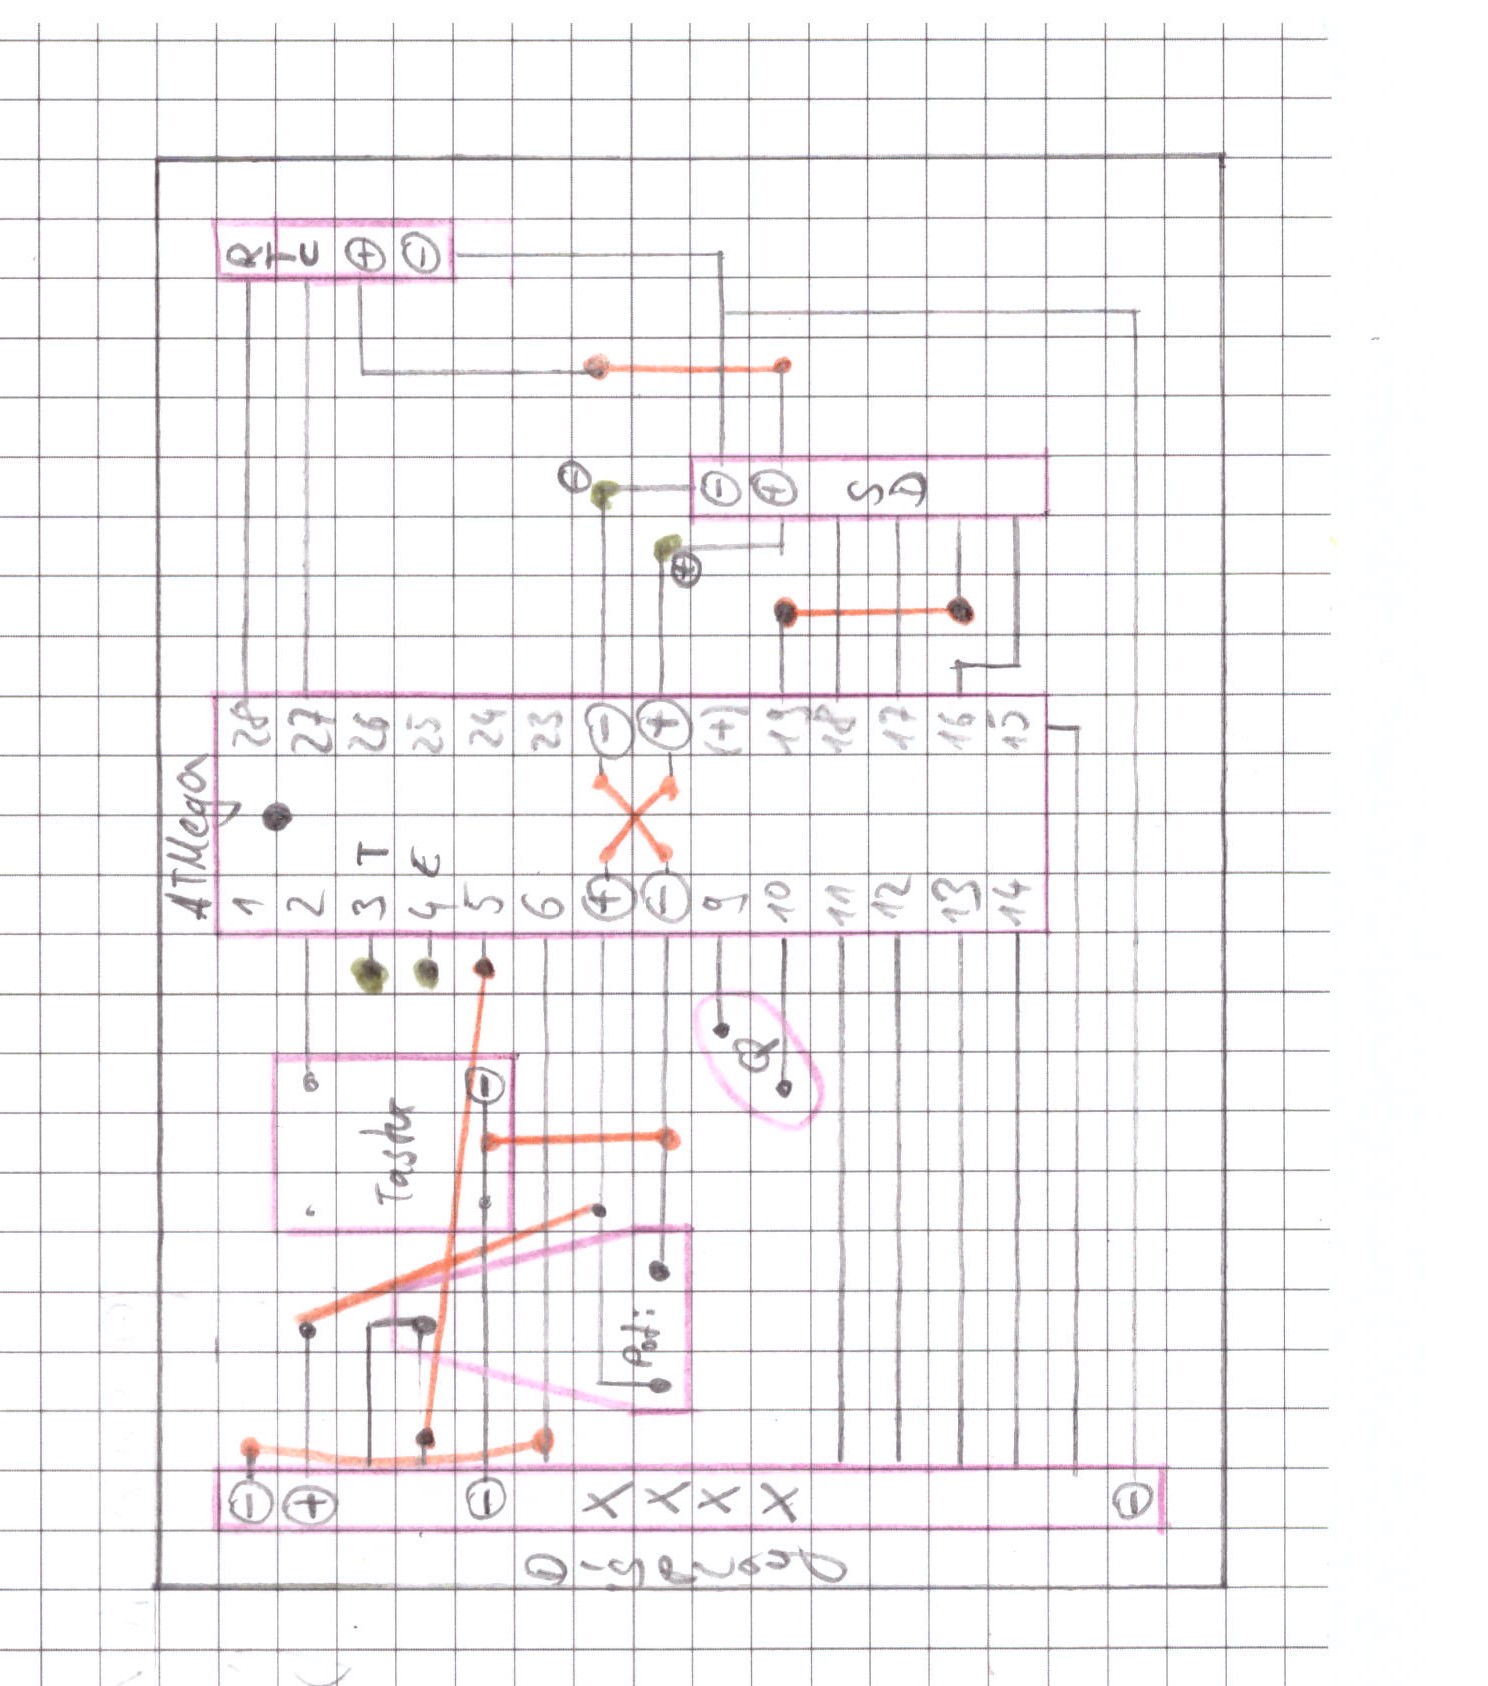 ATMega
⊖
⊕
⊖
X
X
X
X
⊖
Display
Taster
⊖
Poti
Q
1 28
2 27
3 T 26
4 E 25
5 24
6 23
⊕ ⊖
⊖ ⊕
9 (+)
10 19
11 18
12 17
13 16
14 15
⊖
⊕
⊖
⊕
SD
RTC
⊕
⊖